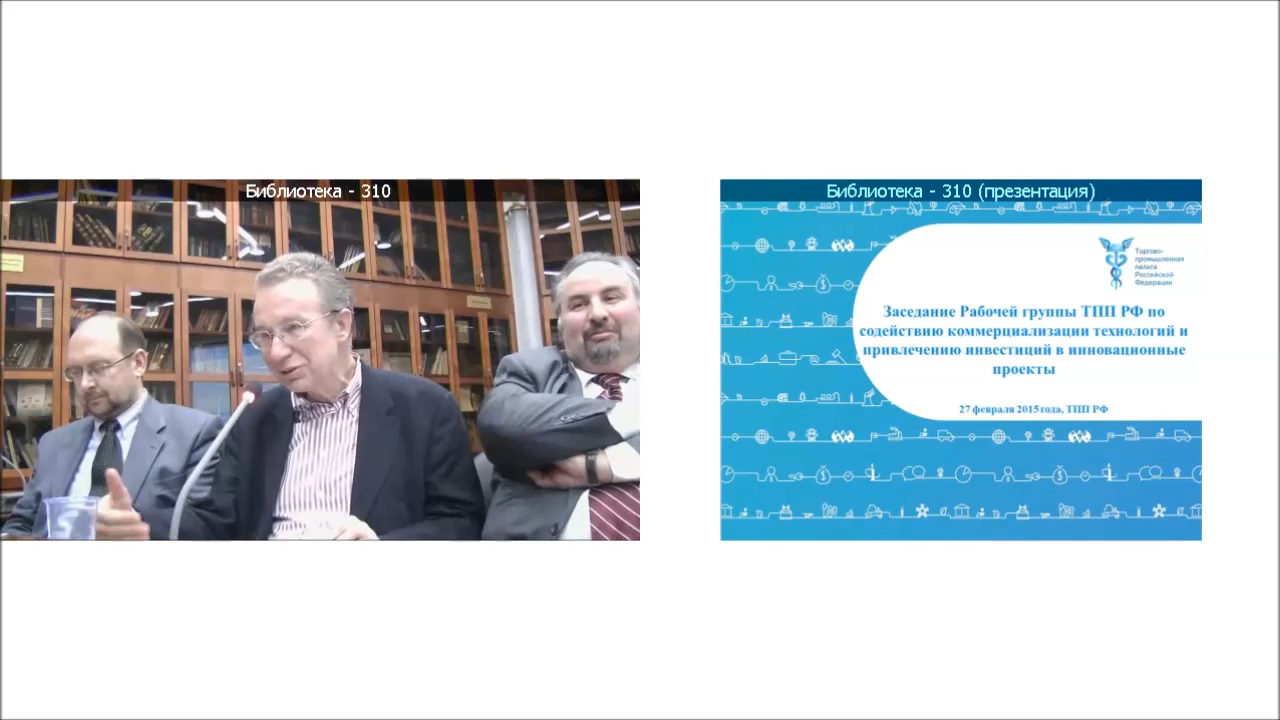 Библиотека - 310
Библиотека - 310 (презентация)
Торгово-
промышленная
палата
Российской
Федерации
Заседание Рабочей группы ТПП РФ по
содействию коммерциализации технологий и
привлечению инвестиций в инновационные
проекты
27 февраля 2015 года, ТПП РФ